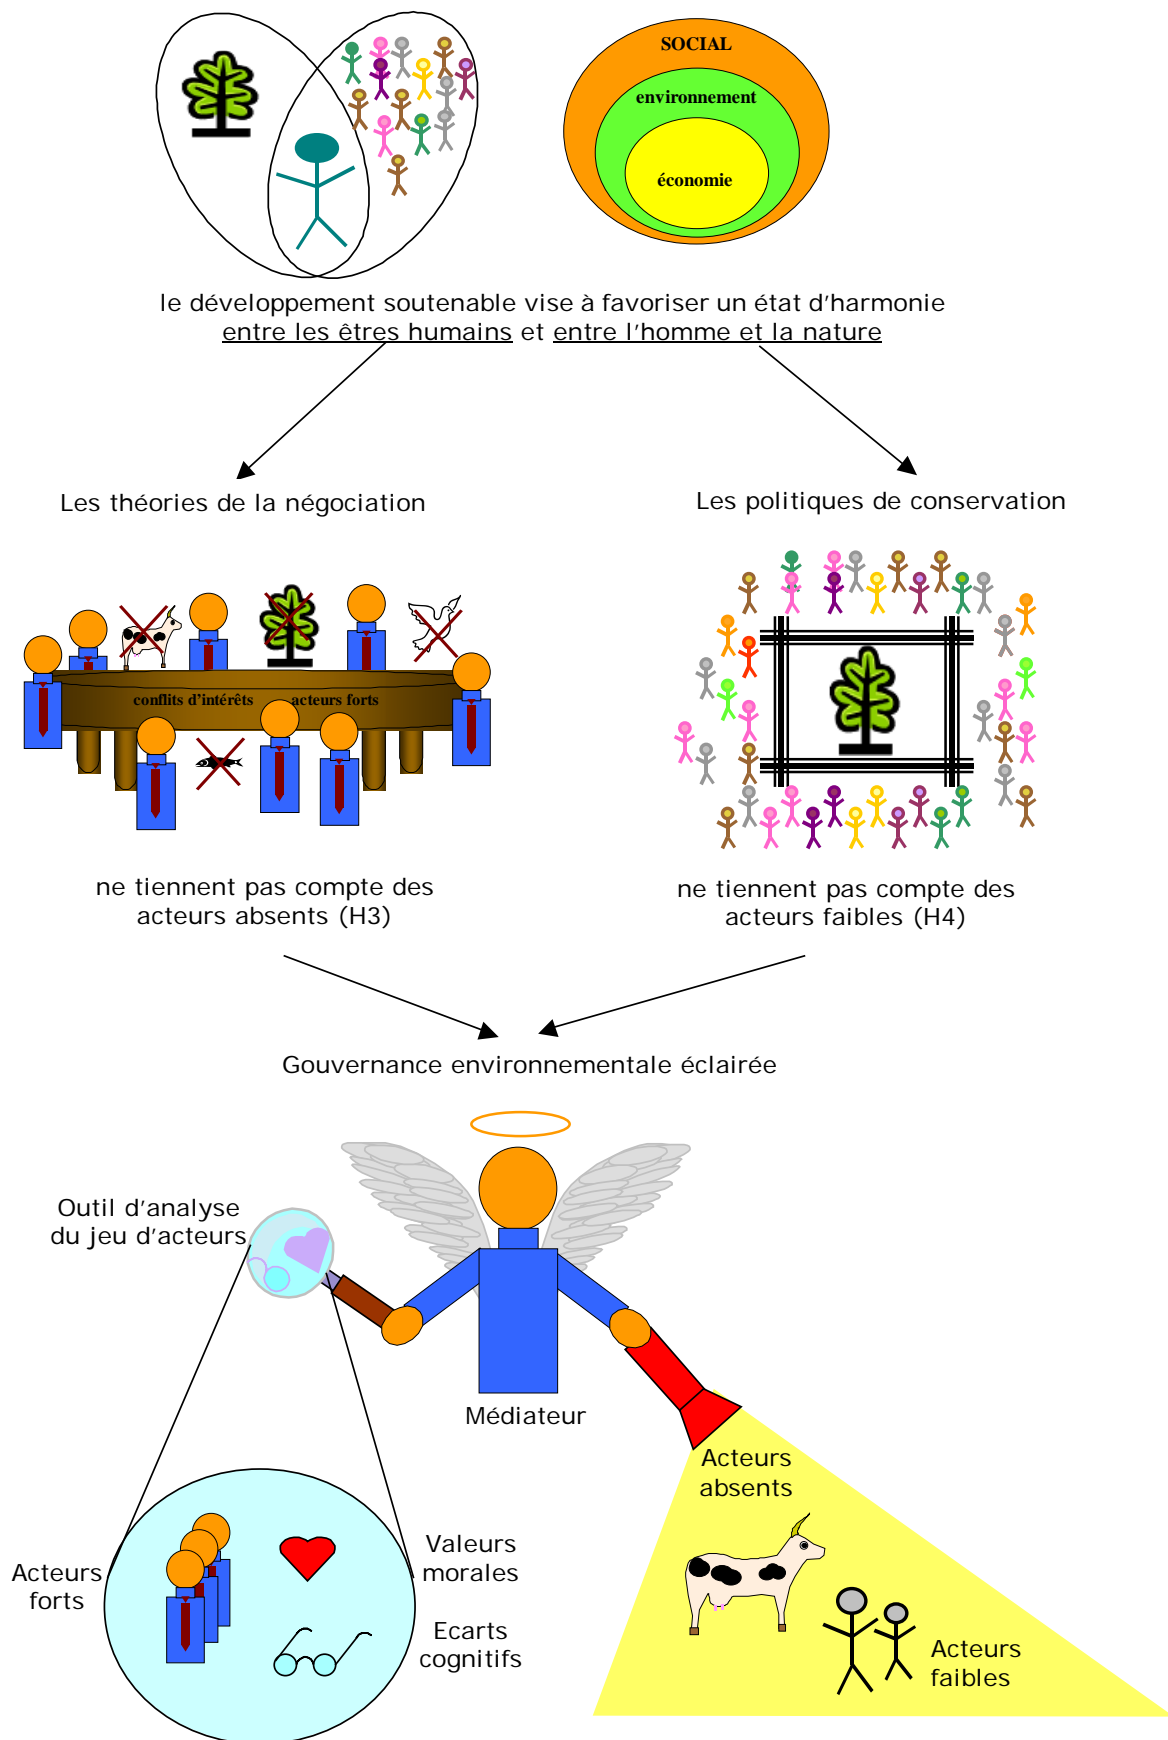 SOCIAL
environnement
économie
le développement soutenable vise à favoriser un état d'harmonie
entre les êtres humains et entre l'homme et la nature
Les théories de la négociation
Les politiques de conservation
conflits d'intérêts acteurs forts
ne tiennent pas compte des
acteurs absents (H3)
ne tiennent pas compte des
acteurs faibles (H4)
Gouvernance environnementale éclairée
Outil d'analyse
du jeu d'acteurs
Médiateur
Acteurs
absents
Acteurs
forts
Valeurs
morales
Ecarts
cognitifs
Acteurs
faibles